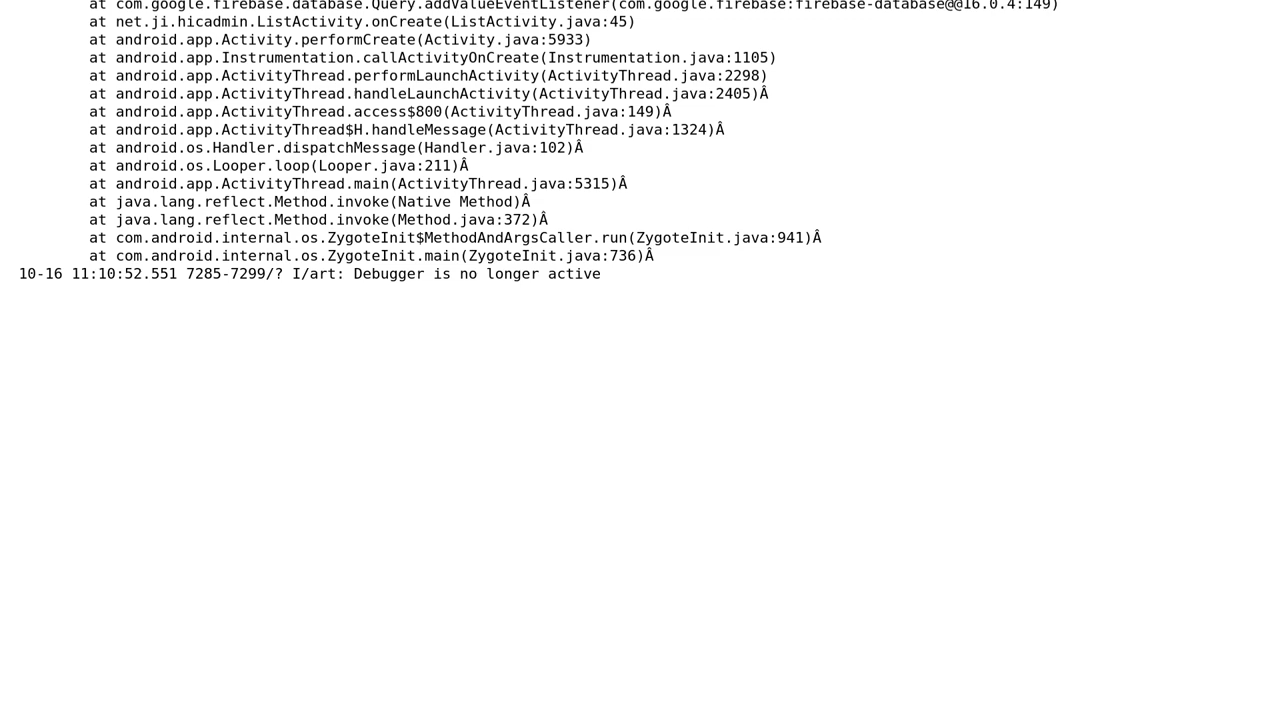 at com.google.firebase.database.Query.addValueEventListener(com.google.firebase:firebase-database@@16.0.4:149)
at net.ji.hicadmin.ListActivity.onCreate(ListActivity.java:45)
at android.app.Activity.performCreate(Activity.java:5933)
at android.app.Instrumentation.callActivityOnCreate(Instrumentation.java:1105)
at android.app.ActivityThread.performLaunchActivity(ActivityThread.java:2298)
at android.app.ActivityThread.handleLaunchActivity(ActivityThread.java:2405)Â
at android.app.ActivityThread.access$800(ActivityThread.java:149)Â
at android.app.ActivityThread$H.handleMessage(ActivityThread.java:1324)Â
at android.os.Handler.dispatchMessage(Handler.java:102)Â
at android.os.Looper.loop(Looper.java:211)Â
at android.app.ActivityThread.main(ActivityThread.java:5315)Â
at java.lang.reflect.Method.invoke(Native Method)Â
at java.lang.reflect.Method.invoke(Method.java:372)Â
at com.android.internal.os.ZygoteInit$MethodAndArgsCaller.run(ZygoteInit.java:941)Â
at com.android.internal.os.ZygoteInit.main(ZygoteInit.java:736)Â
10-16 11:10:52.551 7285-7299/? I/art: Debugger is no longer active